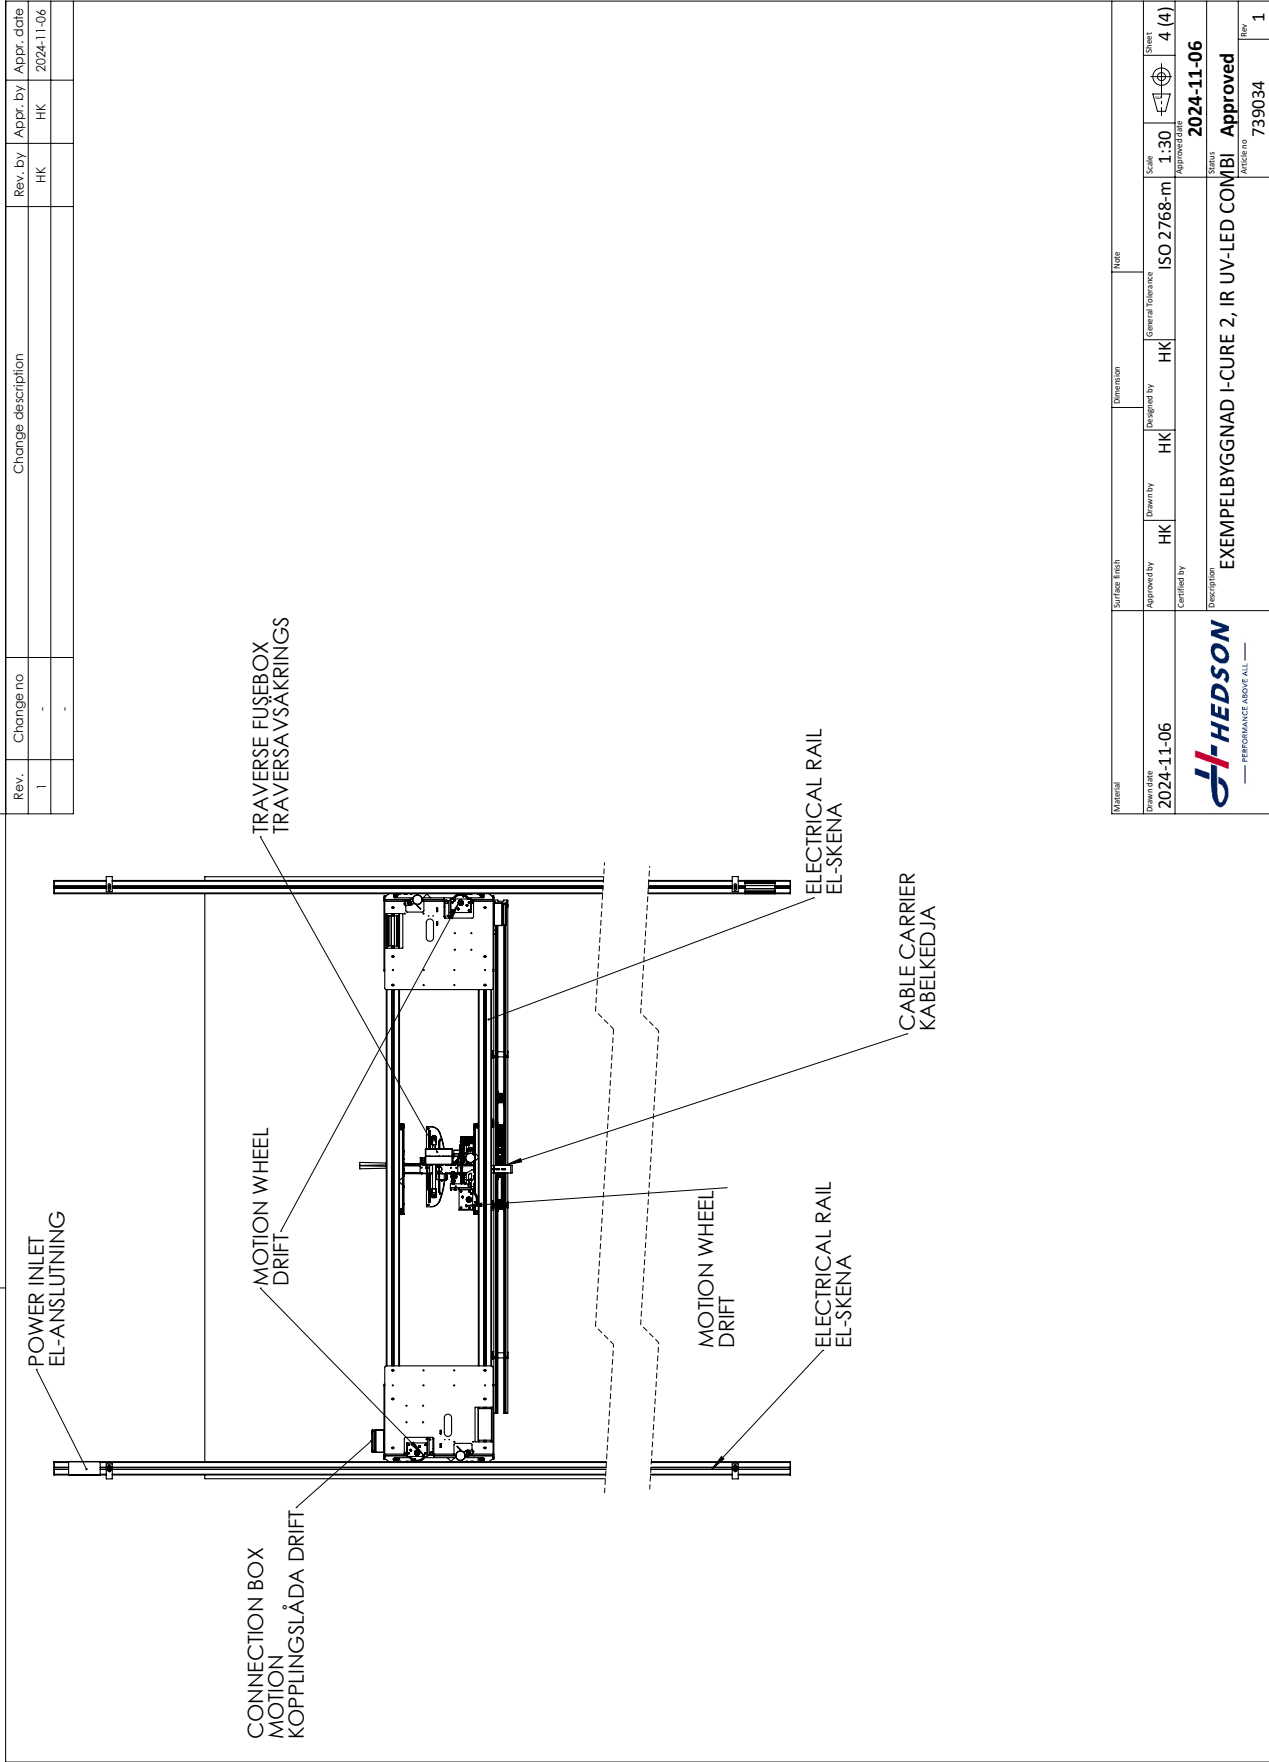 Rev.
Change no
Change description
Rev. by
Appr. by
Appr. date
1
-
HK
HK
2024-11-06
-
POWER INLET
EL-ANSLUTNING
CONNECTION BOX
MOTION
KOPPLINGSLÅDA DRIFT
MOTION WHEEL
DRIFT
TRAVERSE FUSEBOX
TRAVERSAVSÄKRINGS
MOTION WHEEL
DRIFT
ELECTRICAL RAIL
EL-SKENA
ELECTRICAL RAIL
EL-SKENA
CABLE CARRIER
KABELKEDJA
Material
Surface finish
Dimension
Note
Drawn date
2024-11-06
Approved by
HK
Drawn by
HK
Designed by
HK
General Tolerance
ISO 2768-m
Scale
1:30
Sheet
4 (4)
Certified by
Approved date
2024-11-06
Description
EXEMPELBYGGNAD I-CURE 2, IR UV-LED COMBI
Status
Approved
Article no
739034
Rev
1
HEDSON
PERFORMANCE ABOVE ALL